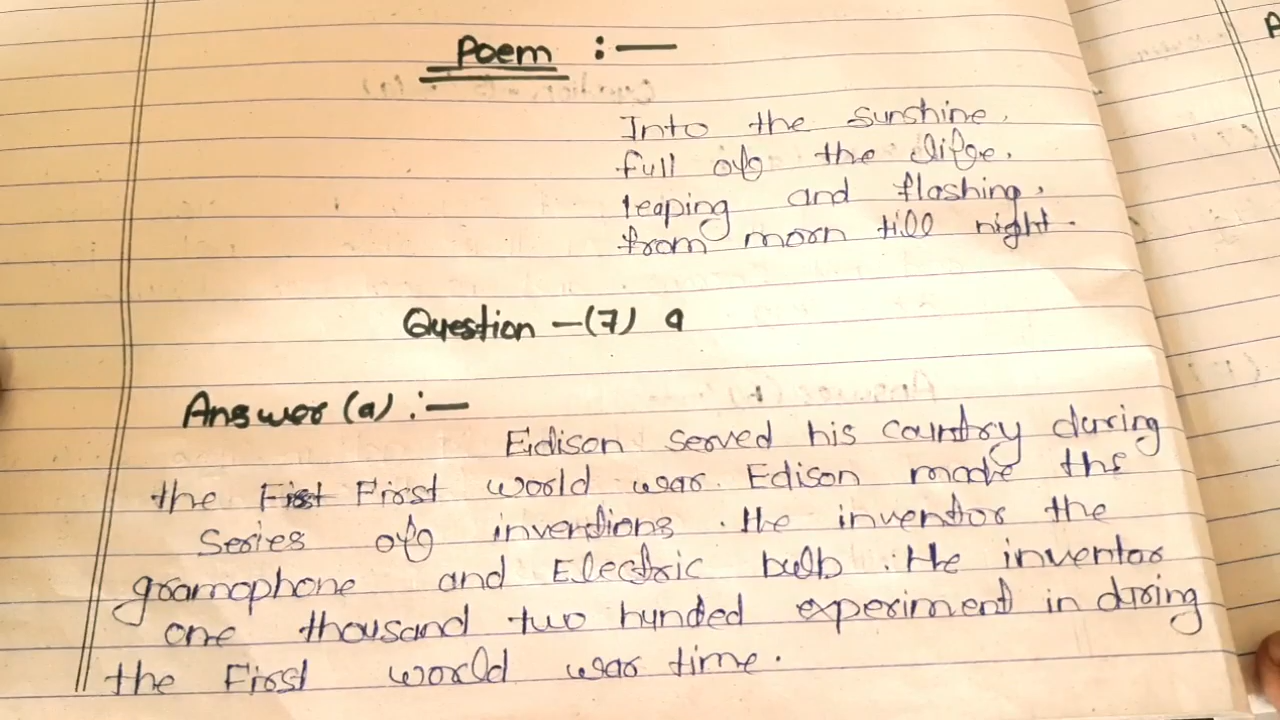 Poem :—
Into the sunshine,
full of the life,
leaping and flashing,
from morn till night.
Question -(7) a
Answer (a) :—
Edison served his country during
the Fist First world war. Edison made the
Series of inventions. He inventor the
gramophone and Electric bulb. He inventor
one thousand two hunded experiment in during
the First world war time.